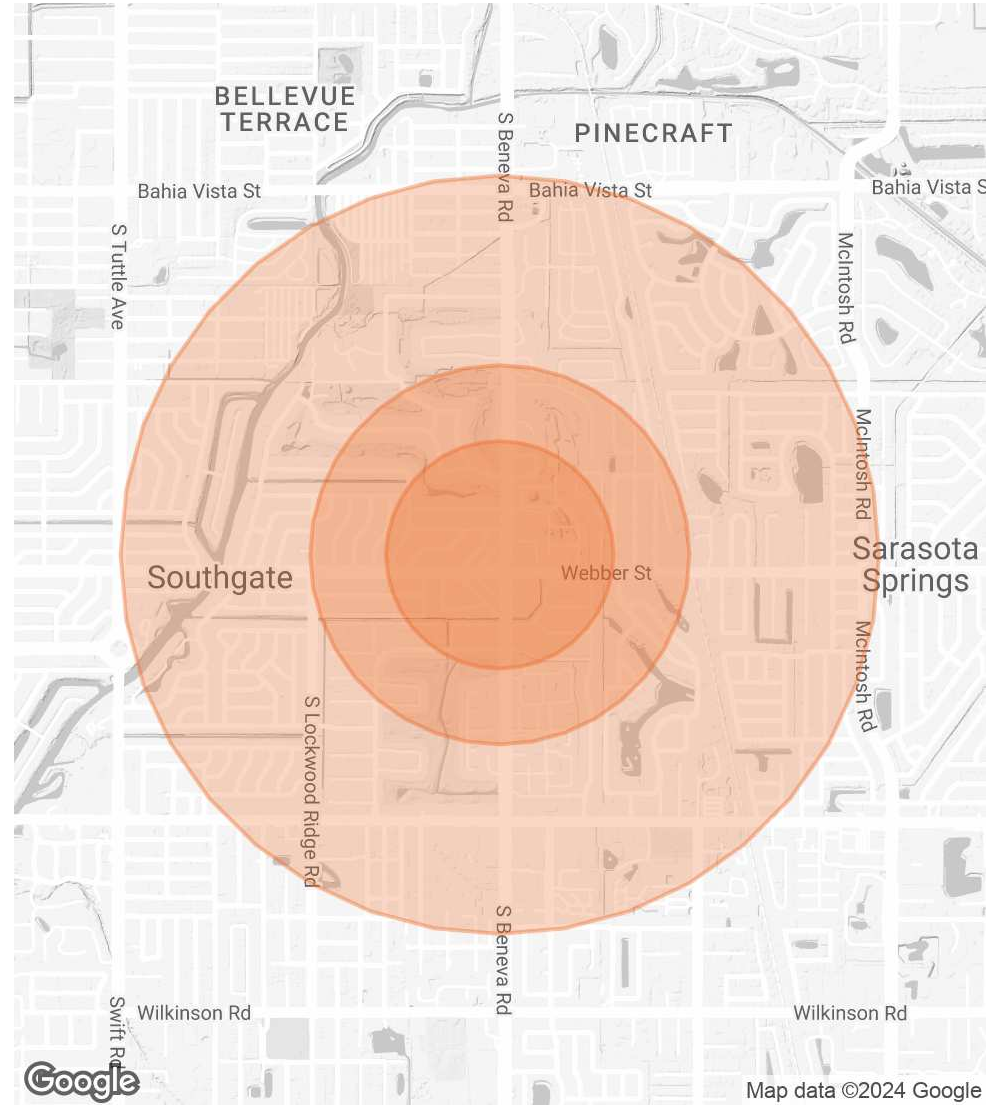 BELLEVUE
TERRACE
PINECRAFT
S Beneva Rd
Bahia Vista St
Bahia Vista St
Bahia Vista S
S Tuttle Ave
McIntosh Rd
McIntosh Rd
Sarasota
Springs
Webber St
Southgate
McIntosh Rd
S Lockwood Ridge Rd
S Beneva Rd
Swift Rd
Wilkinson Rd
Wilkinson Rd
Google
Map data ©2024 Google